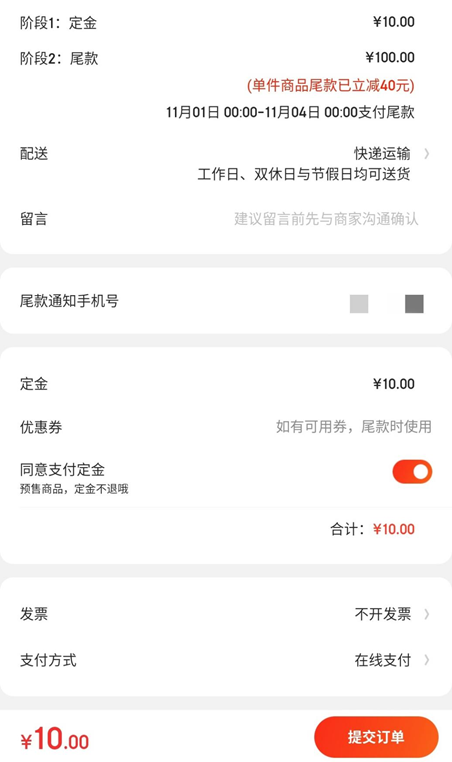 阶段1：定金 ¥10.00
阶段2：尾款 ¥100.00
(单件商品尾款已立减40元)
11月01日 00:00-11月04日 00:00支付尾款
配送 快递运输
工作日、双休日与节假日均可送货
留言 建议留言前先与商家沟通确认
尾款通知手机号
定金 ¥10.00
优惠券 如有可用券，尾款时使用
同意支付定金
预售商品，定金不退哦
合计：¥10.00
发票 不开发票
支付方式 在线支付
¥10.00 提交订单